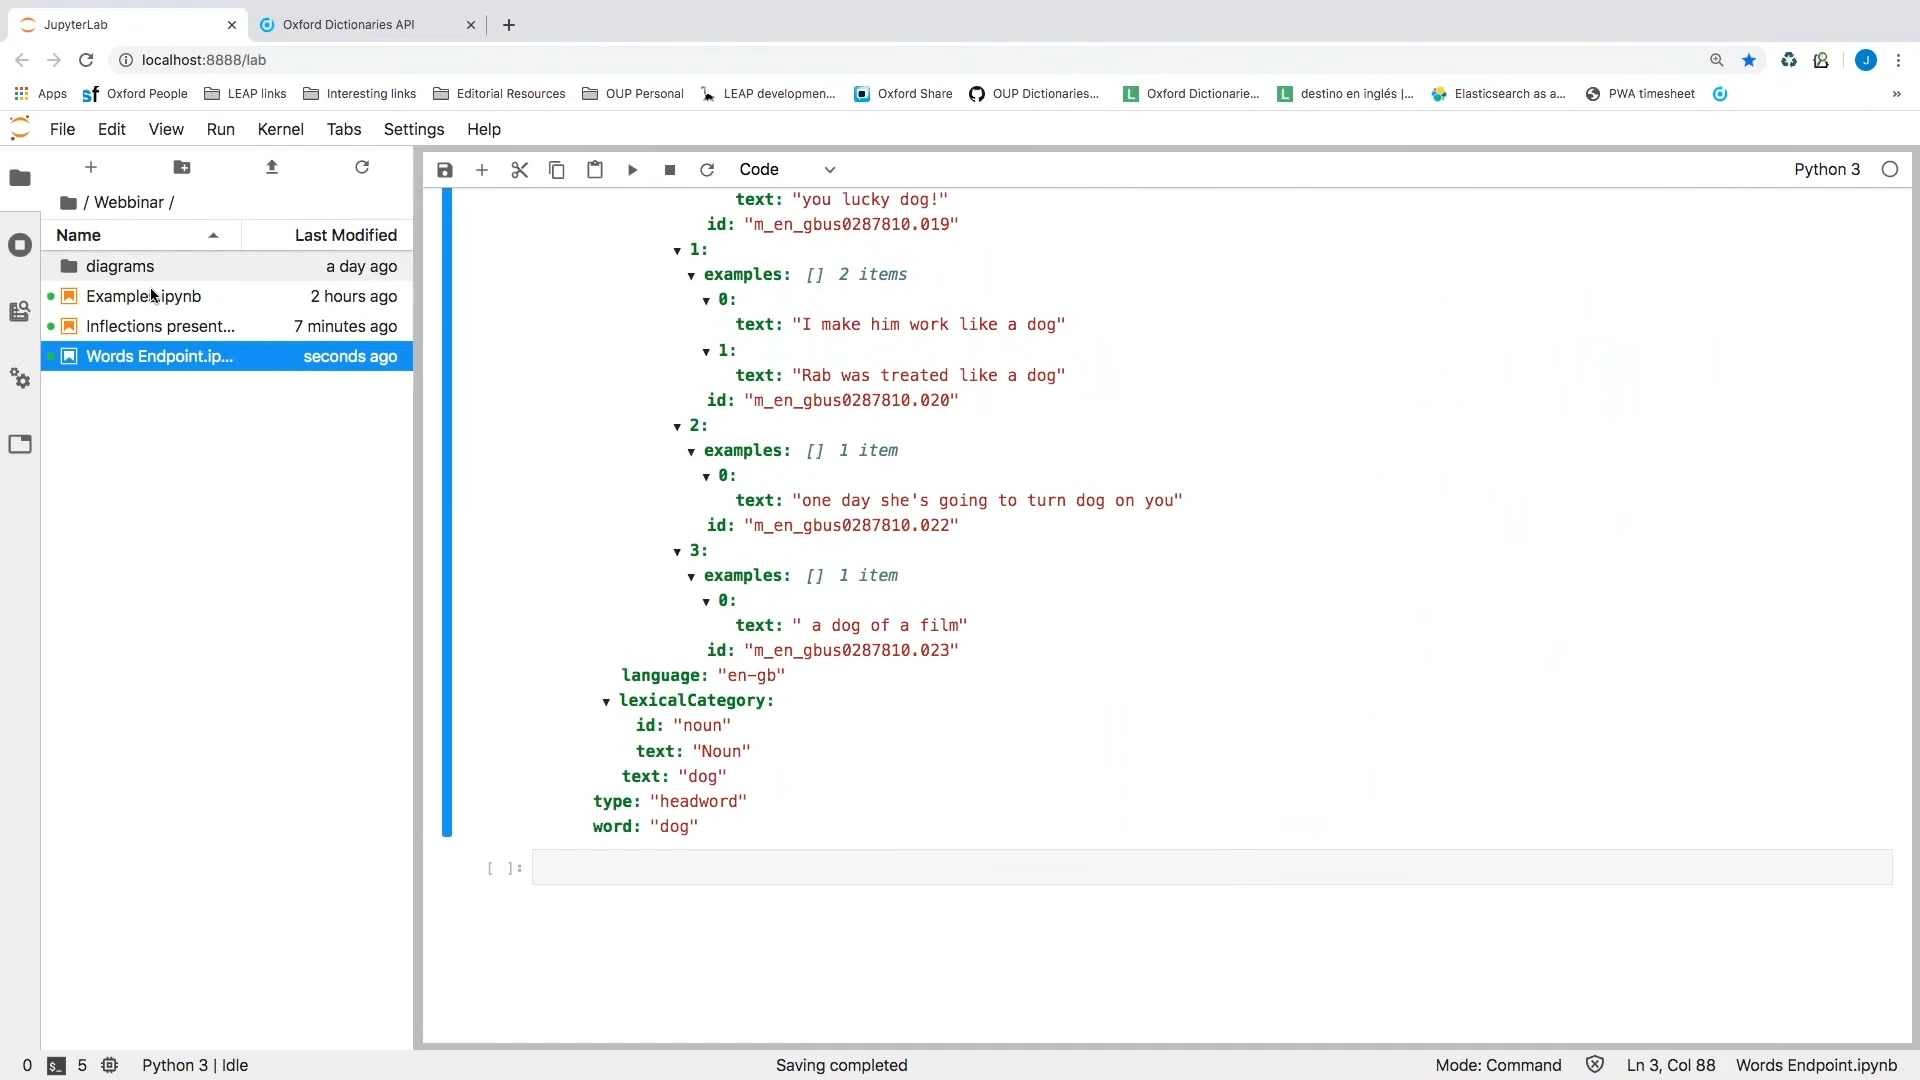 JupyterLab
Oxford Dictionaries API
localhost:8888/lab
J
Apps
Oxford People
LEAP links
Interesting links
Editorial Resources
OUP Personal
LEAP developmen...
Oxford Share
OUP Dictionaries...
Oxford Dictionarie...
destino en inglés |...
Elasticsearch as a...
PWA timesheet
»
File Edit View Run Kernel Tabs Settings Help
Code
Python 3
/ Webbinar /
Name Last Modified
diagrams a day ago
Example.ipynb 2 hours ago
Inflections present... 7 minutes ago
Words Endpoint.ip... seconds ago
text: "you lucky dog!"
id: "m_en_gbus0287810.019"
1:
examples: [] 2 items
0:
text: "I make him work like a dog"
1:
text: "Rab was treated like a dog"
id: "m_en_gbus0287810.020"
2:
examples: [] 1 item
0:
text: "one day she's going to turn dog on you"
id: "m_en_gbus0287810.022"
3:
examples: [] 1 item
0:
text: " a dog of a film"
id: "m_en_gbus0287810.023"
language: "en-gb"
lexicalCategory:
id: "noun"
text: "Noun"
text: "dog"
type: "headword"
word: "dog"
[ ]:
0 $_ 5 Python 3 | Idle
Saving completed
Mode: Command
Ln 3, Col 88
Words Endpoint.ipynb